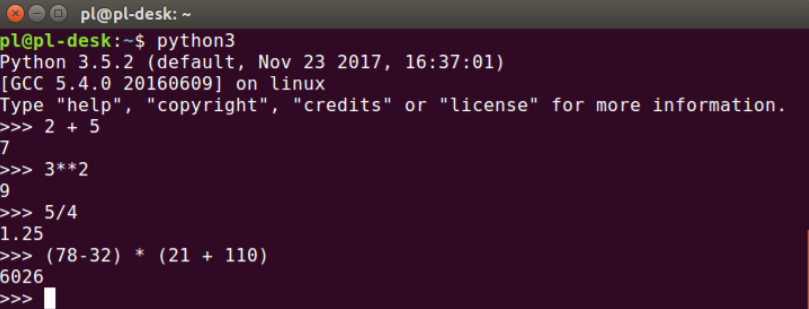 pl@pl-desk: ~
pl@pl-desk:~$ python3
Python 3.5.2 (default, Nov 23 2017, 16:37:01)
[GCC 5.4.0 20160609] on linux
Type "help", "copyright", "credits" or "license" for more information.
>>> 2 + 5
7
>>> 3**2
9
>>> 5/4
1.25
>>> (78-32) * (21 + 110)
6026
>>>